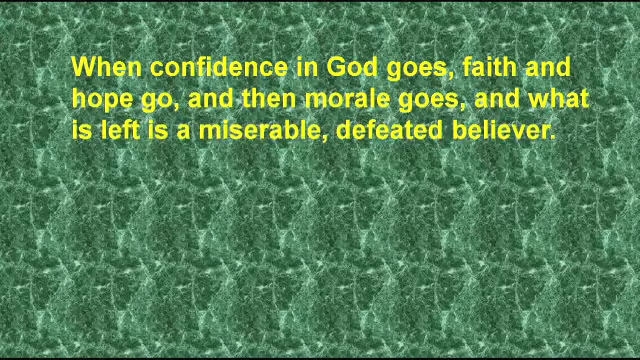 When confidence in God goes, faith and
hope go, and then morale goes, and what
is left is a miserable, defeated believer.